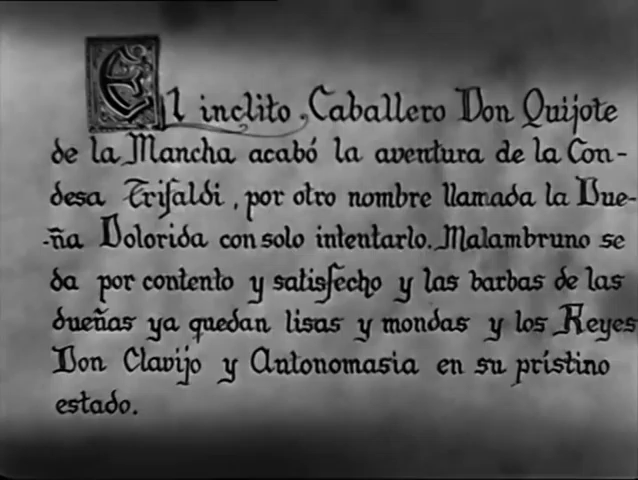 El inclito, Caballero Don Quijote
de la Mancha acabó la aventura de la Con-
desa Trifaldi, por otro nombre llamada la Due-
-ña Dolorida con solo intentarlo. Malambruno se
da por contento y satisfecho y las barbas de las
dueñas ya quedan lisas y mondas y los Reyes
Don Clavijo y Antonomasia en su prístino
estado.